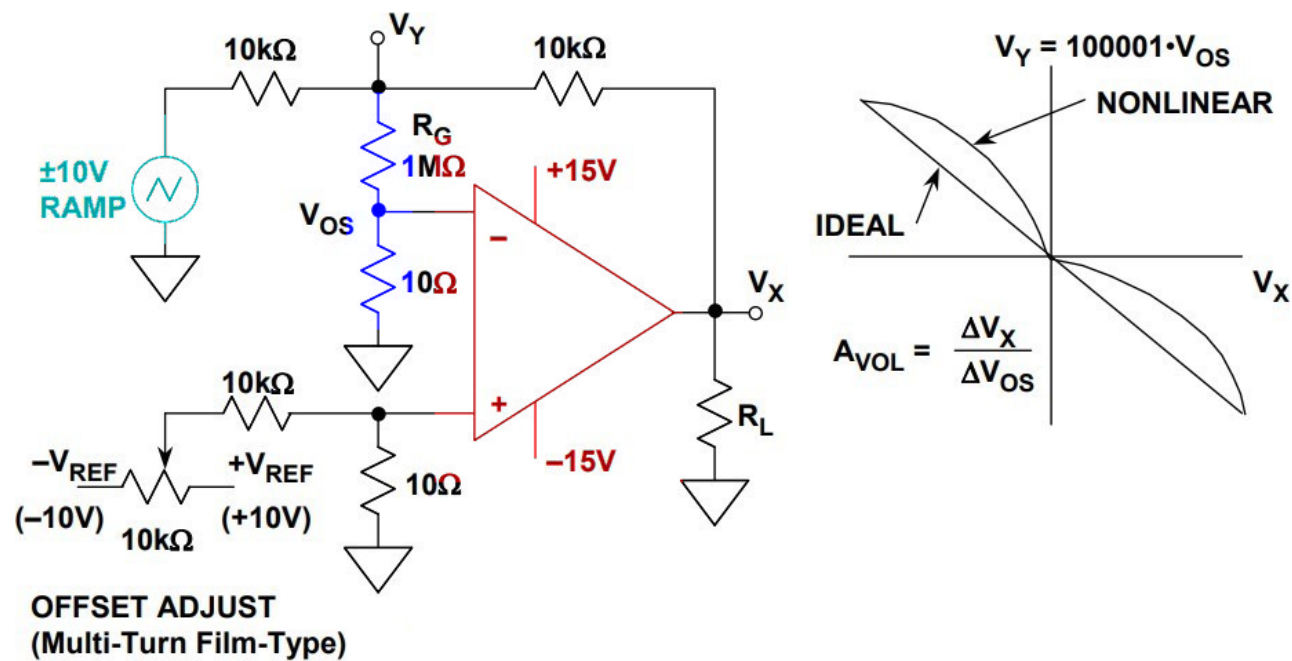 V_Y
10kΩ
10kΩ
V_Y = 100001•V_OS
NONLINEAR
R_G
1MΩ
±10V
RAMP
+15V
V_OS
IDEAL
–
10Ω
V_X
V_X
A_VOL = ΔV_X
ΔV_OS
10kΩ
+
R_L
–V_REF
+V_REF
–15V
10Ω
(–10V)
(+10V)
10kΩ
OFFSET ADJUST
(Multi-Turn Film-Type)